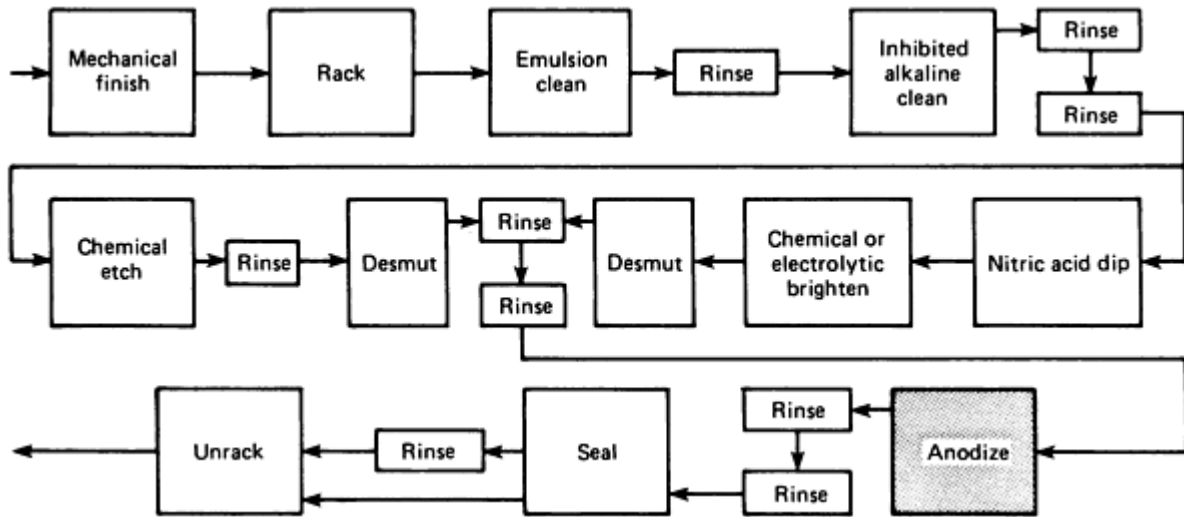 Mechanical
finish
Rack
Emulsion
clean
Rinse
Inhibited
alkaline
clean
Rinse
Rinse
Chemical
etch
Rinse
Desmut
Rinse
Rinse
Desmut
Chemical or
electrolytic
brighten
Nitric acid dip
Unrack
Rinse
Seal
Rinse
Rinse
Anodize